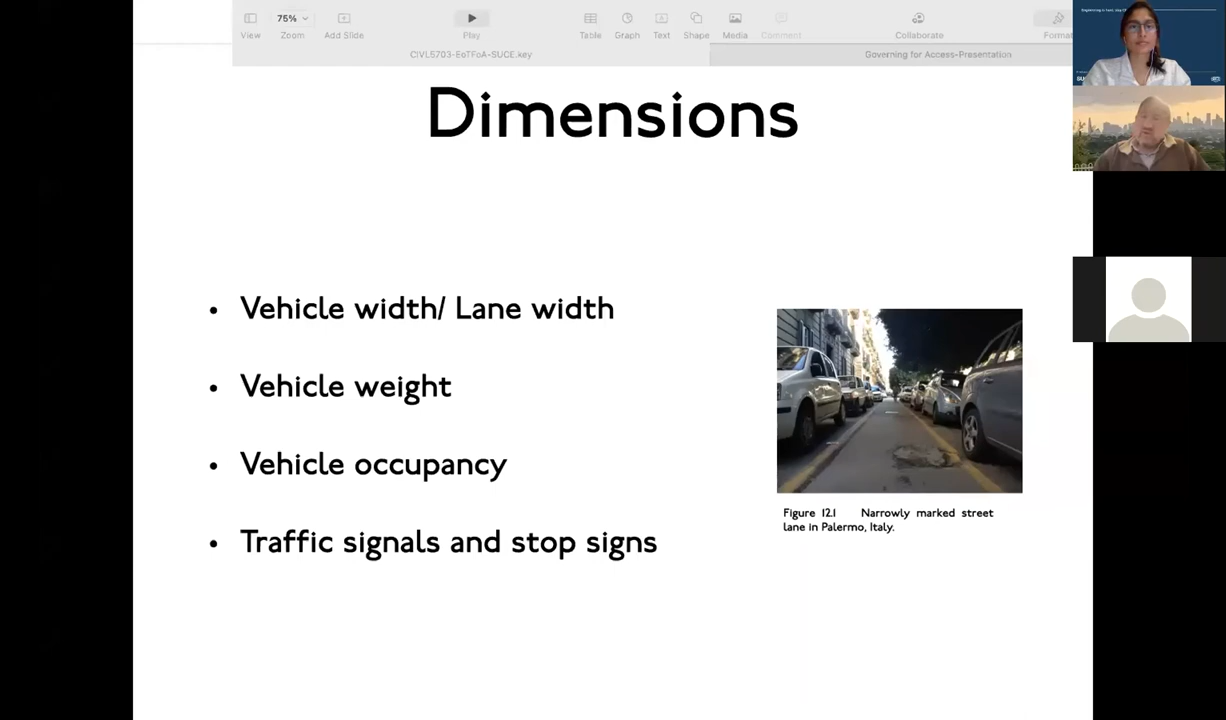 75%
View Zoom Add Slide Play Table Graph Text Shape Media Comment Collaborate Format
CIVL5703-EoTFoA-SUCE.key Governing for Access-Presentation
Dimensions
• Vehicle width/ Lane width
• Vehicle weight
• Vehicle occupancy
• Traffic signals and stop signs
Figure 12.1 Narrowly marked street
lane in Palermo, Italy.